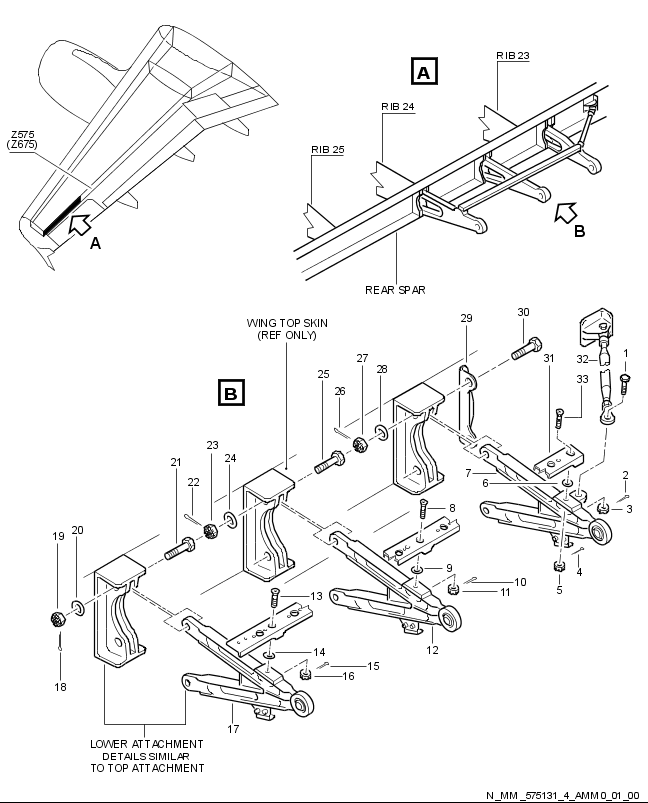 RIB 23
A
RIB 24
Z575
(Z675)
RIB 25
A
B
REAR SPAR
WING TOP SKIN
(REF ONLY)
30
29
27
28
32
1
31
25
26
33
B
23
24
21
22
7
6
2
3
19
20
8
5
4
9
10
11
13
12
14
15
16
18
17
LOWER ATTACHMENT
DETAILS SIMILAR
TO TOP ATTACHMENT
N_MM_575131_4_AMM0_01_00